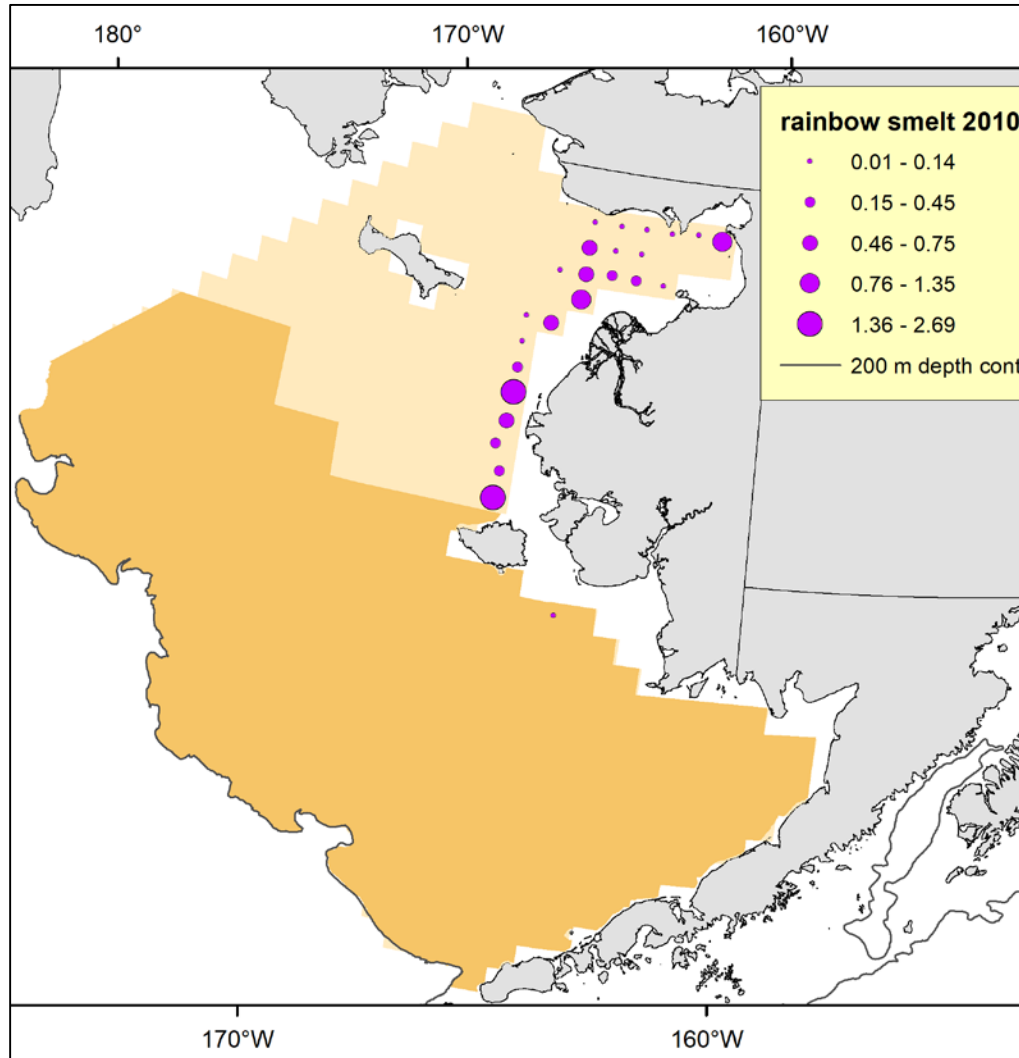 180° 170°W 160°W
rainbow smelt 2010
0.01 - 0.14
0.15 - 0.45
0.46 - 0.75
0.76 - 1.35
1.36 - 2.69
200 m depth cont
170°W 160°W